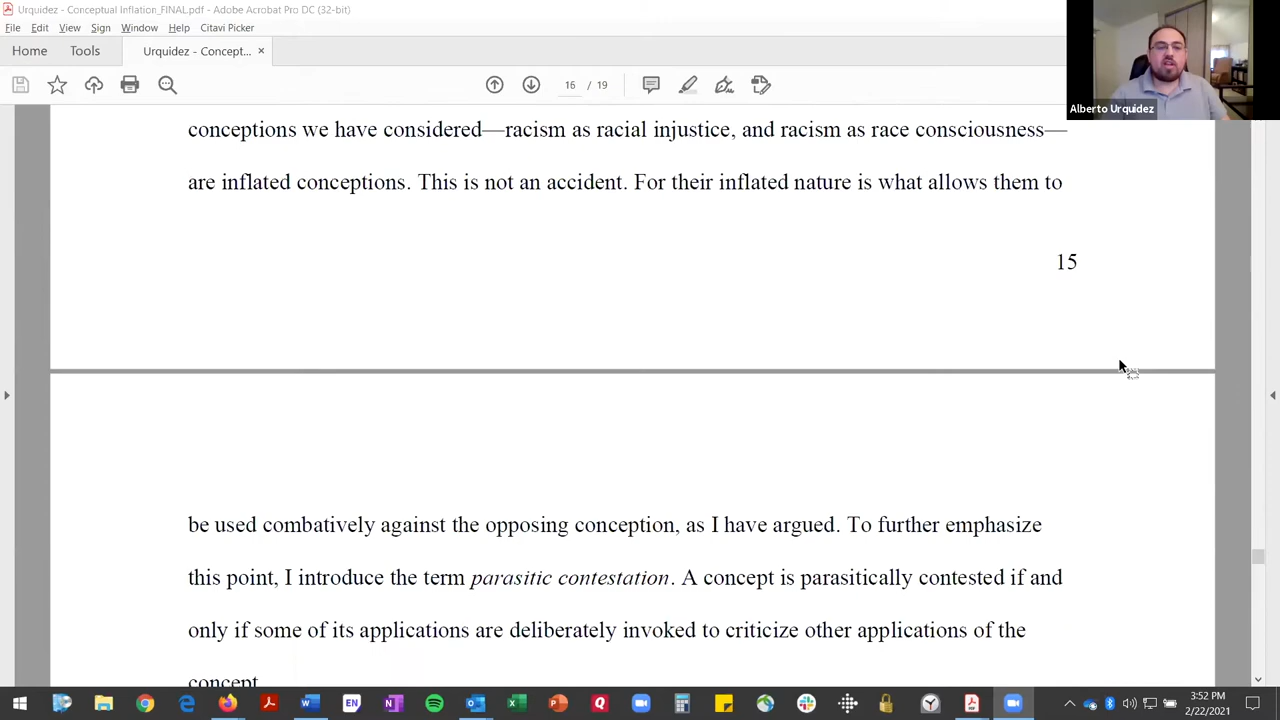 Urquidez - Conceptual Inflation_FINAL.pdf - Adobe Acrobat Pro DC (32-bit)
File Edit View Sign Window Help Citavi Picker
Home Tools Urquidez - Concept... ×
16 / 19
Alberto Urquidez
conceptions we have considered—racism as racial injustice, and racism as race consciousness—
are inflated conceptions. This is not an accident. For their inflated nature is what allows them to
15
be used combatively against the opposing conception, as I have argued. To further emphasize
this point, I introduce the term parasitic contestation. A concept is parasitically contested if and
only if some of its applications are deliberately invoked to criticize other applications of the
concept.
EN
3:52 PM
2/22/2021